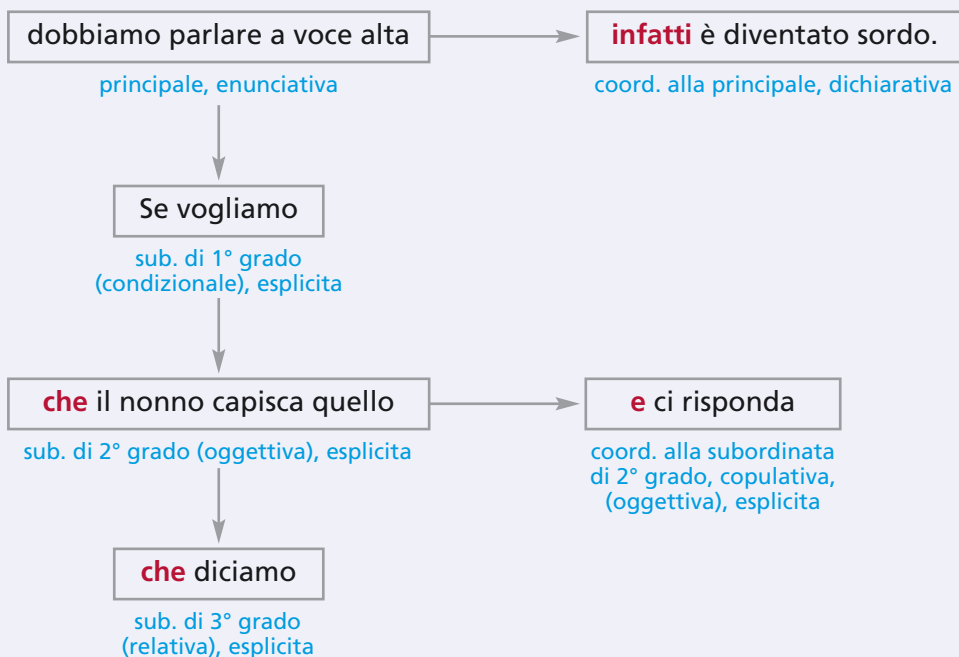 dobbiamo parlare a voce alta
infatti è diventato sordo.
principale, enunciativa
coord. alla principale, dichiarativa
Se vogliamo
sub. di 1° grado
(condizionale), esplicita
che il nonno capisca quello
e ci risponda
sub. di 2° grado (oggettiva), esplicita
coord. alla subordinata
di 2° grado, copulativa,
(oggettiva), esplicita
che diciamo
sub. di 3° grado
(relativa), esplicita